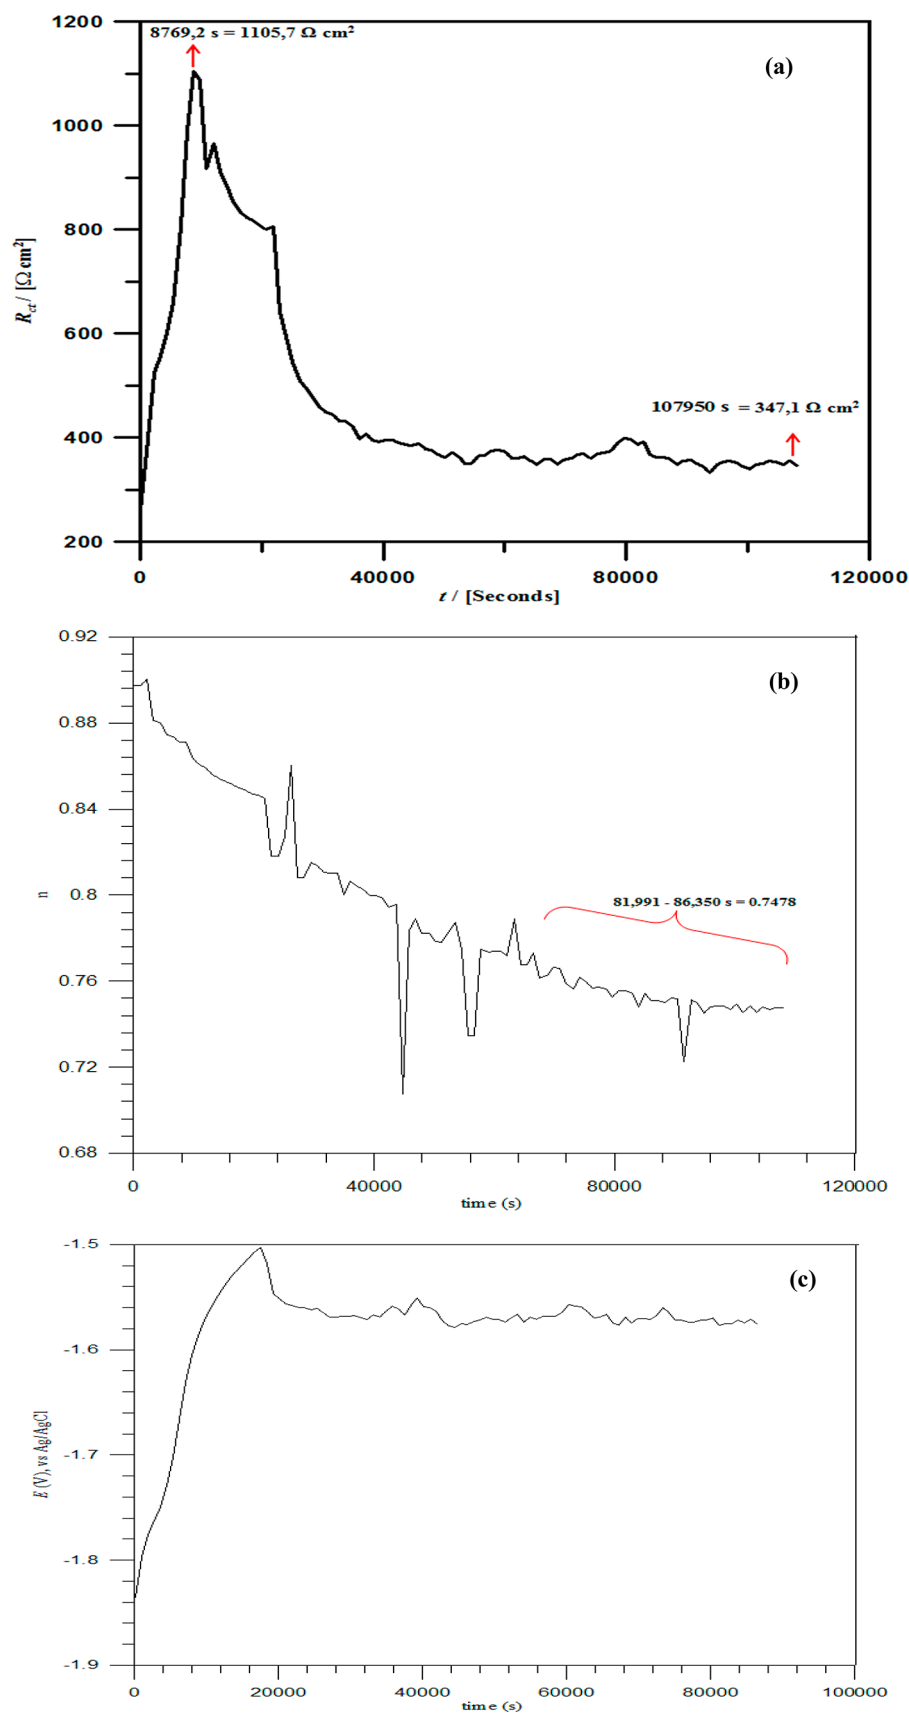 1200
8769,2 s = 1105,7 Ω cm²
(a)
1000
800
R_ct / [Ω cm²]
600
107950 s = 347,1 Ω cm²
400
200
0
40000
80000
120000
t / [Seconds]
0.92
(b)
0.88
0.84
n
0.8
81,991 - 86,350 s = 0.7478
0.76
0.72
0.68
0
40000
80000
120000
time (s)
-1.5
(c)
-1.6
E (V), vs Ag/AgCl
-1.7
-1.8
-1.9
0
20000
40000
60000
80000
100000
time (s)